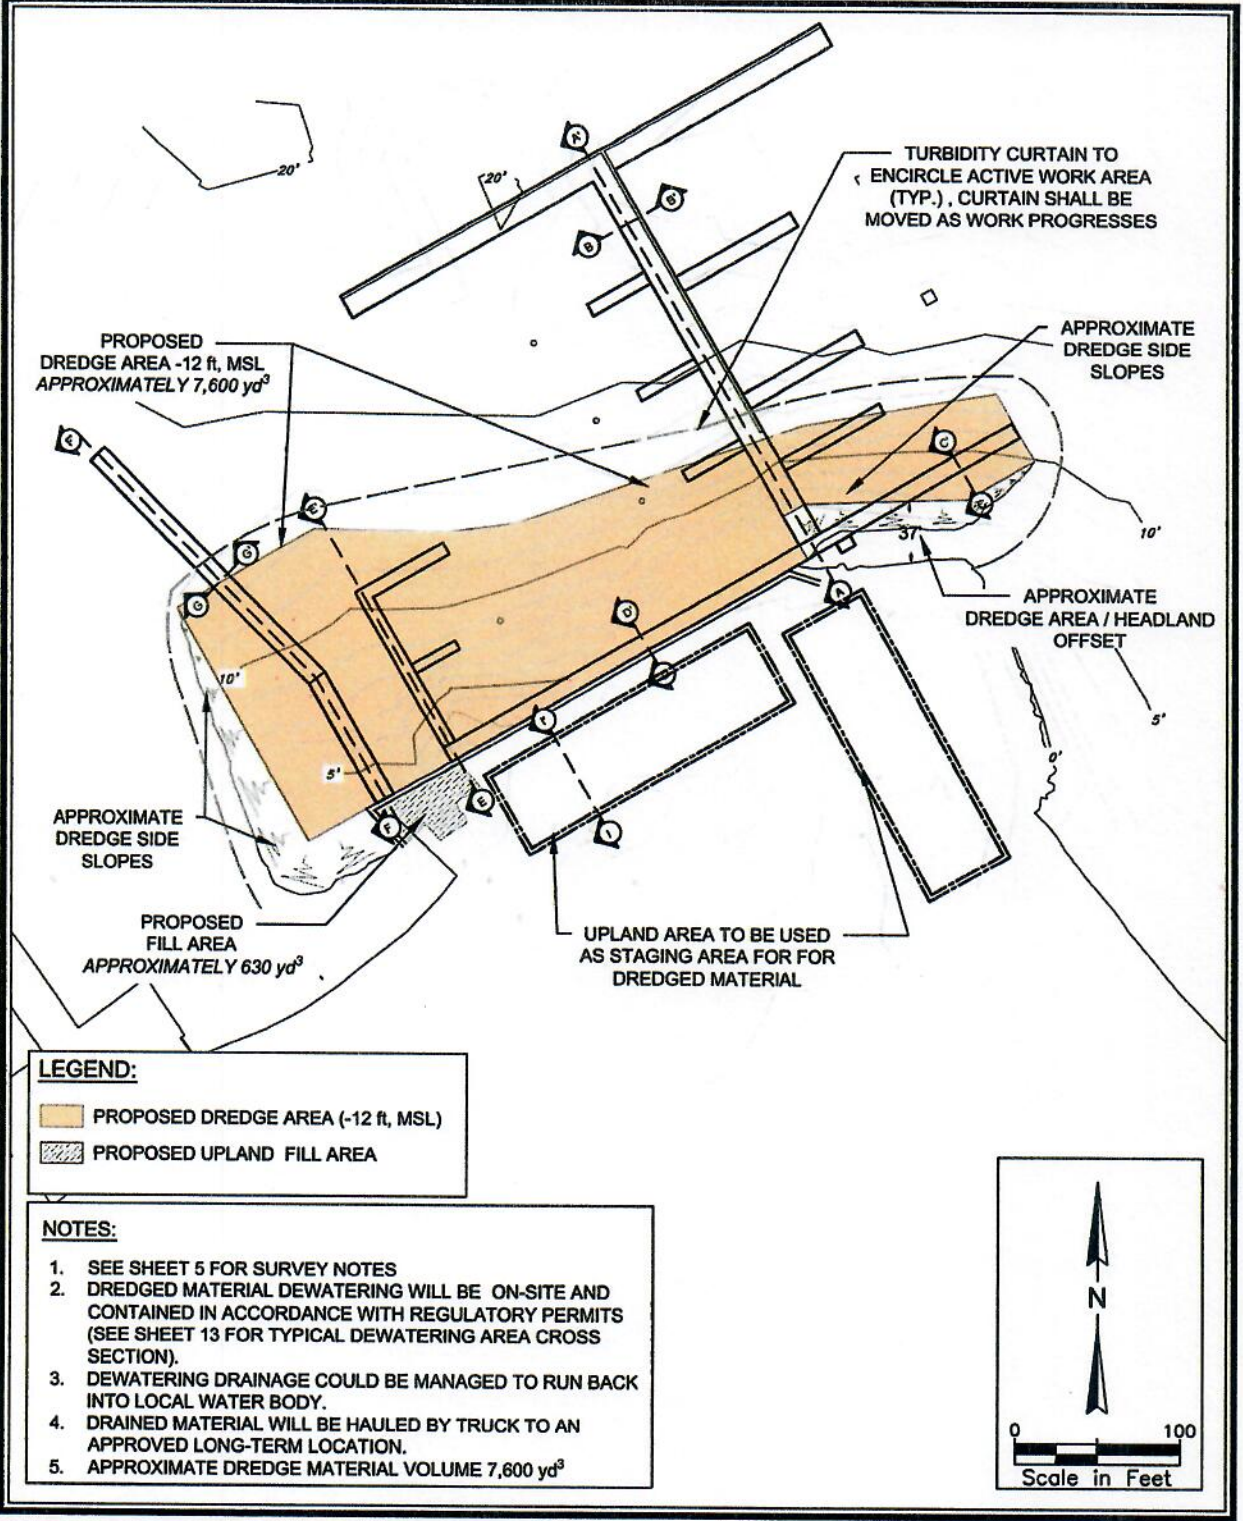 20'
20'
A'
B'
B
TURBIDITY CURTAIN TO
ENCIRCLE ACTIVE WORK AREA
(TYP.) , CURTAIN SHALL BE
MOVED AS WORK PROGRESSES
PROPOSED
DREDGE AREA -12 ft, MSL
APPROXIMATELY 7,600 yd³
APPROXIMATE
DREDGE SIDE
SLOPES
C'
10'
37'
G'
G
A
APPROXIMATE
DREDGE AREA / HEADLAND
OFFSET
D'
10'
5'
0'
5'
E
F
APPROXIMATE
DREDGE SIDE
SLOPES
PROPOSED
FILL AREA
APPROXIMATELY 630 yd³
UPLAND AREA TO BE USED
AS STAGING AREA FOR FOR
DREDGED MATERIAL
LEGEND:
PROPOSED DREDGE AREA (-12 ft, MSL)
PROPOSED UPLAND FILL AREA
NOTES:
1. SEE SHEET 5 FOR SURVEY NOTES
2. DREDGED MATERIAL DEWATERING WILL BE ON-SITE AND
CONTAINED IN ACCORDANCE WITH REGULATORY PERMITS
(SEE SHEET 13 FOR TYPICAL DEWATERING AREA CROSS
SECTION).
3. DEWATERING DRAINAGE COULD BE MANAGED TO RUN BACK
INTO LOCAL WATER BODY.
4. DRAINED MATERIAL WILL BE HAULED BY TRUCK TO AN
APPROVED LONG-TERM LOCATION.
5. APPROXIMATE DREDGE MATERIAL VOLUME 7,600 yd³
N
0 100
Scale in Feet